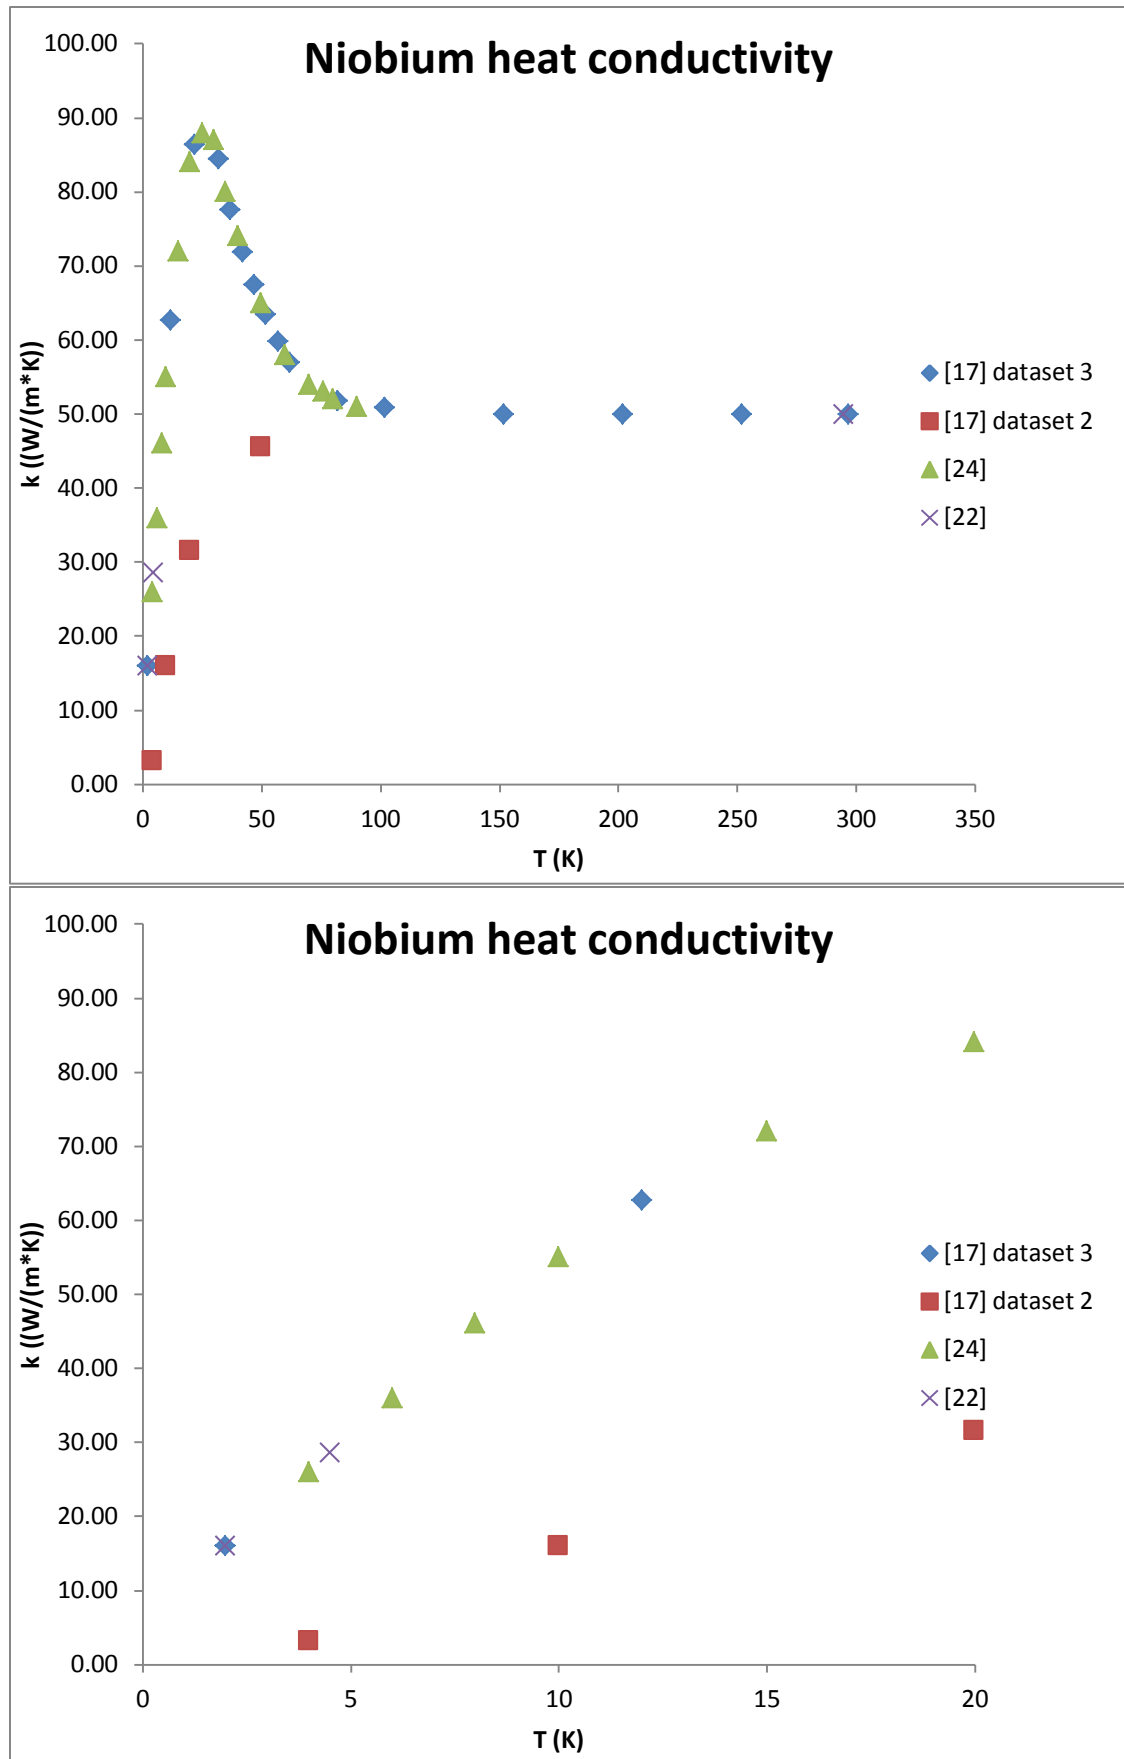 Niobium heat conductivity
100.00
90.00
80.00
70.00
60.00
50.00
40.00
30.00
20.00
10.00
0.00
k ((W/(m*K))
0 50 100 150 200 250 300 350
T (K)
[17] dataset 3
[17] dataset 2
[24]
[22]
Niobium heat conductivity
100.00
90.00
80.00
70.00
60.00
50.00
40.00
30.00
20.00
10.00
0.00
k ((W/(m*K))
0 5 10 15 20
T (K)
[17] dataset 3
[17] dataset 2
[24]
[22]